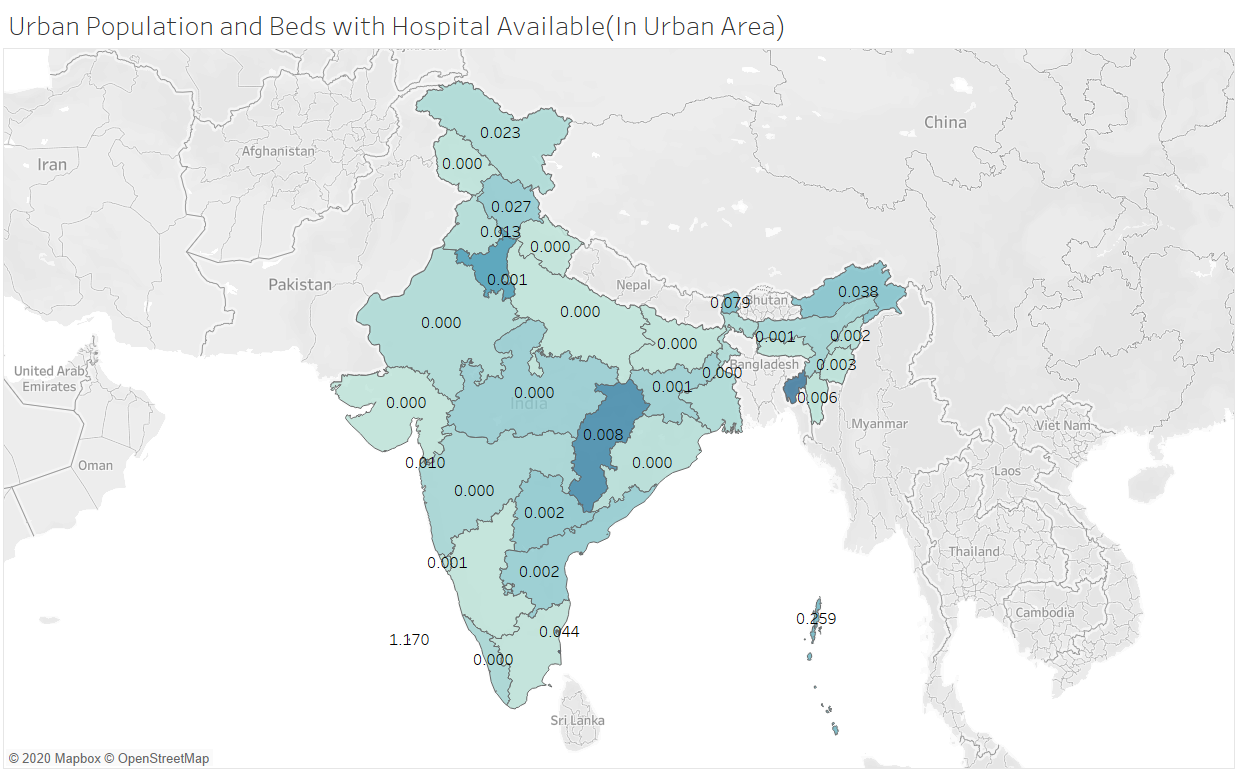 Urban Population and Beds with Hospital Available(In Urban Area)
China
0.023
Afghanistan
0.000
Iran
0.027
0.013
0.000
0.001
Pakistan
Nepal
0.038
0.079
Bhutan
0.000
0.000
0.001
0.002
0.000
Bangladesh
0.003
United Arab
Emirates
0.000
0.001
0.000
0.006
0.000
India
Myanmar
Viet Nam
0.008
0.010
0.000
Oman
Laos
0.000
0.002
Thailand
0.001
0.002
Cambodia
0.259
0.044
1.170
0.000
Sri Lanka
© 2020 Mapbox © OpenStreetMap